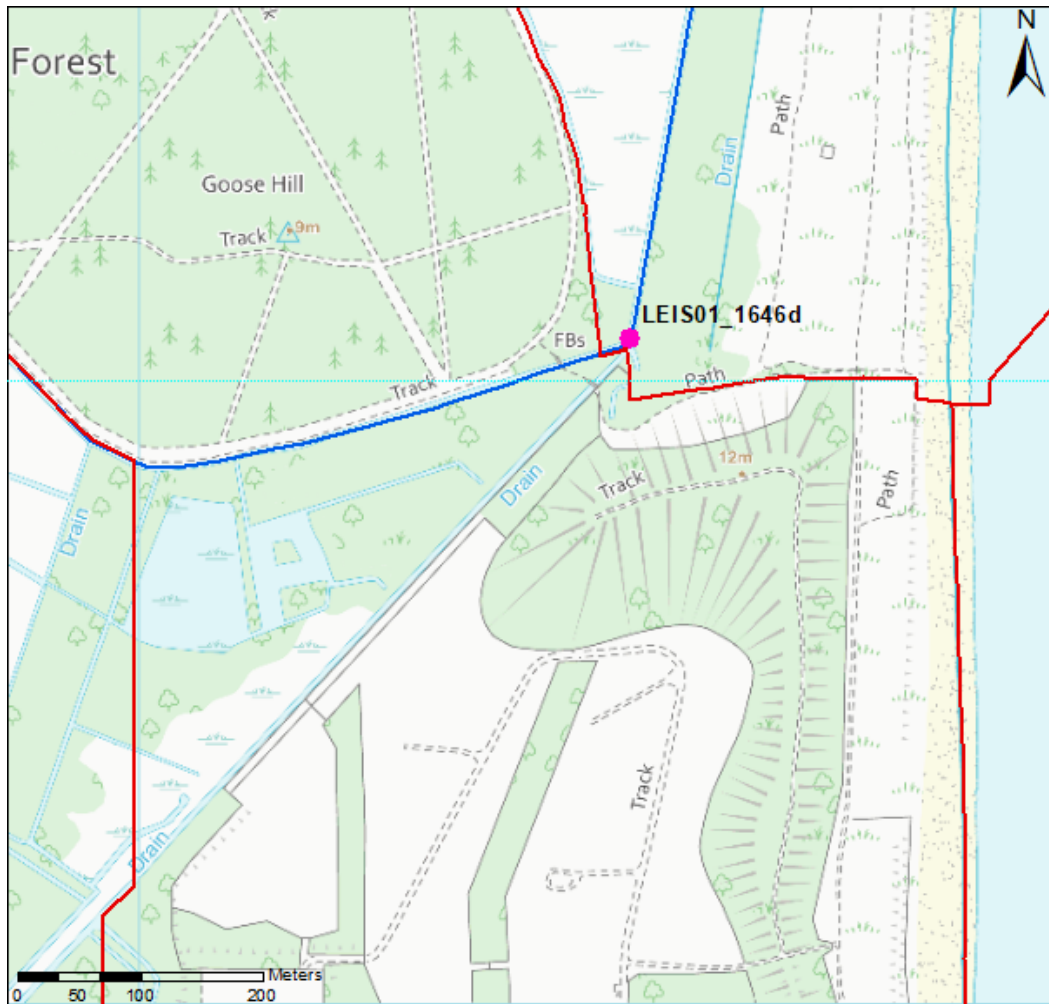 k
N
Forest
Path
Drain
Goose Hill
9m
Track
LEIS01_1646d
FBs
Track
Path
12m
Track
Drain
Path
Drain
Track
Drain
Meters
0 50 100 200